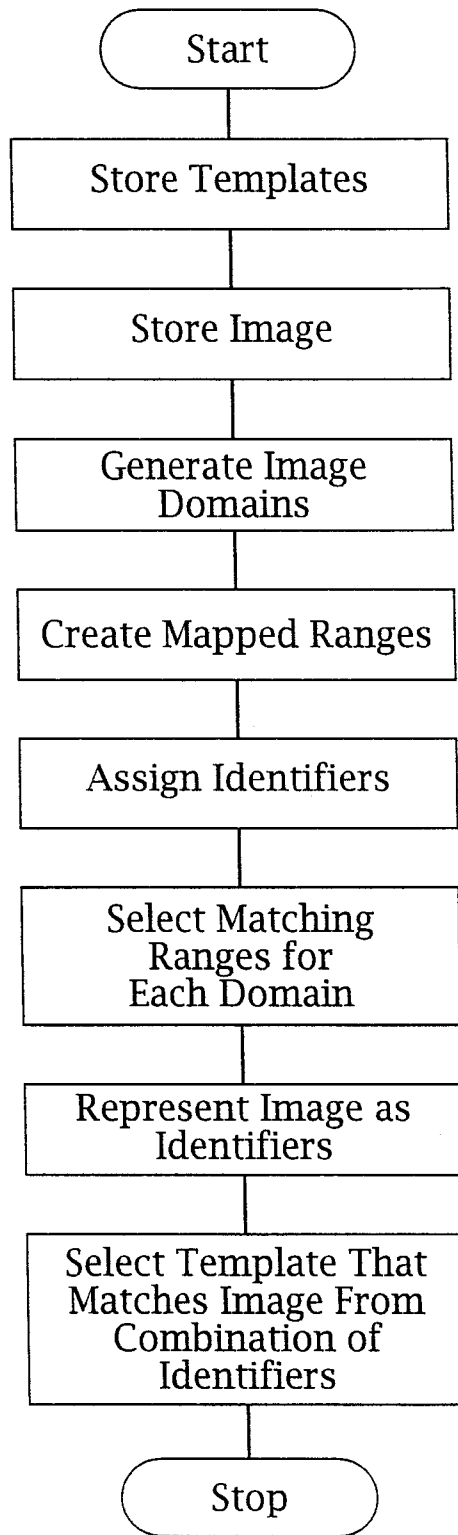 Start
Store Templates
Store Image
Generate Image
Domains
Create Mapped Ranges
Assign Identifiers
Select Matching
Ranges for
Each Domain
Represent Image as
Identifiers
Select Template That
Matches Image From
Combination of
Identifiers
Stop